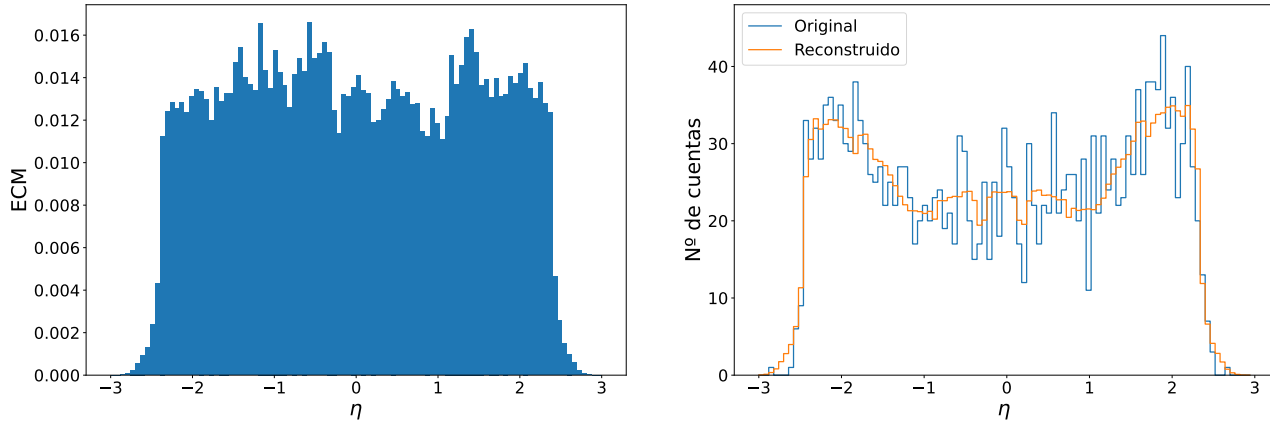 ECM
0.016
0.014
0.012
0.010
0.008
0.006
0.004
0.002
0.000
−3 −2 −1 0 1 2 3
η
Original
Reconstruido
Nº de cuentas
40
30
20
10
0
−3 −2 −1 0 1 2 3
η